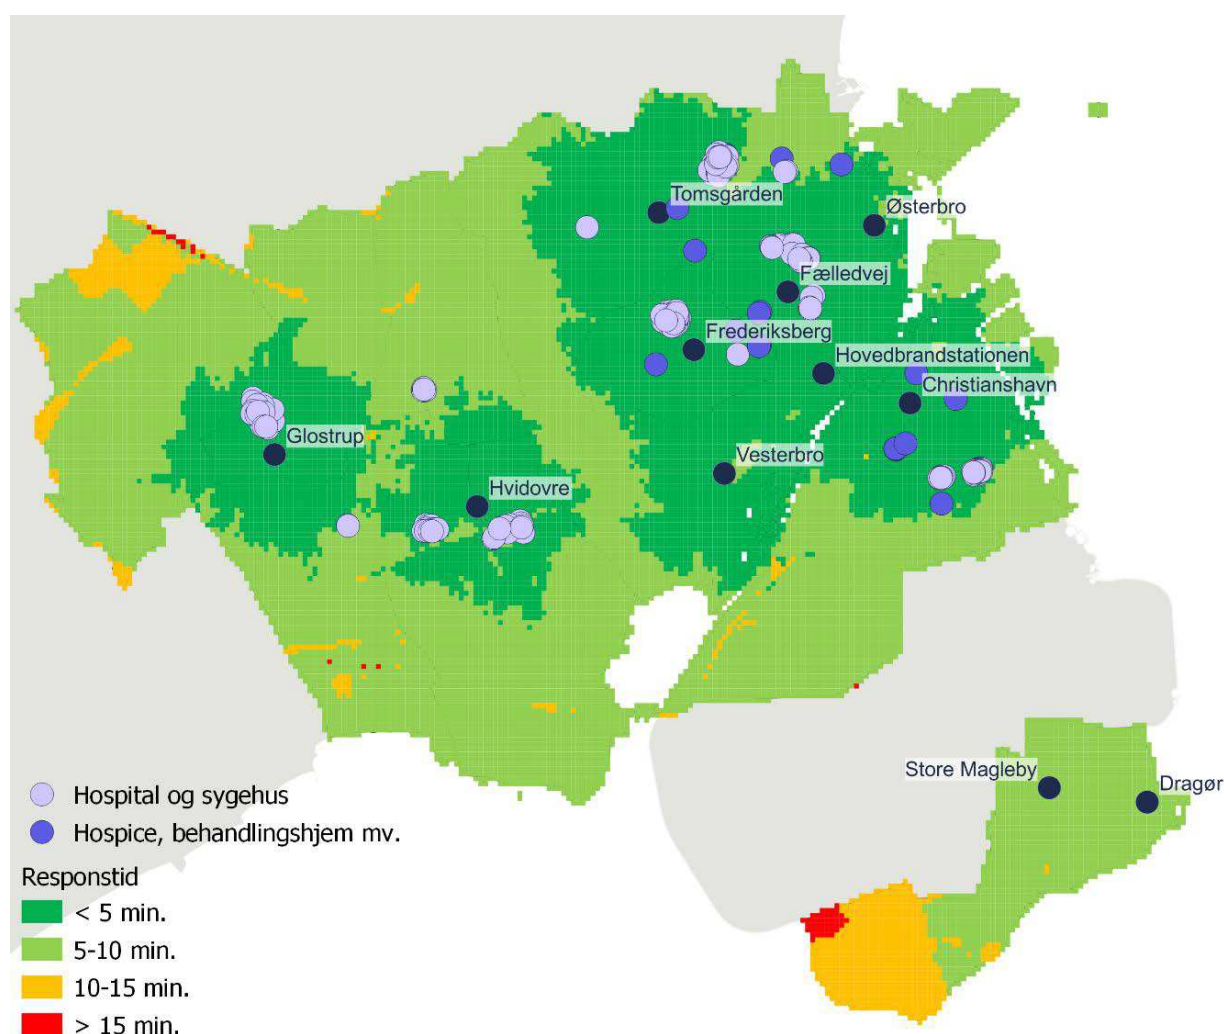 Tomsgården
Østerbro
Fælledvej
Frederiksberg
Hovedbrandstationen
Christianshavn
Glostrup
Vesterbro
Hvidovre
Store Magleby
Dragør
Hospital og sygehus
Hospice, behandlingshjem mv.
Responstid
< 5 min.
5-10 min.
10-15 min.
> 15 min.